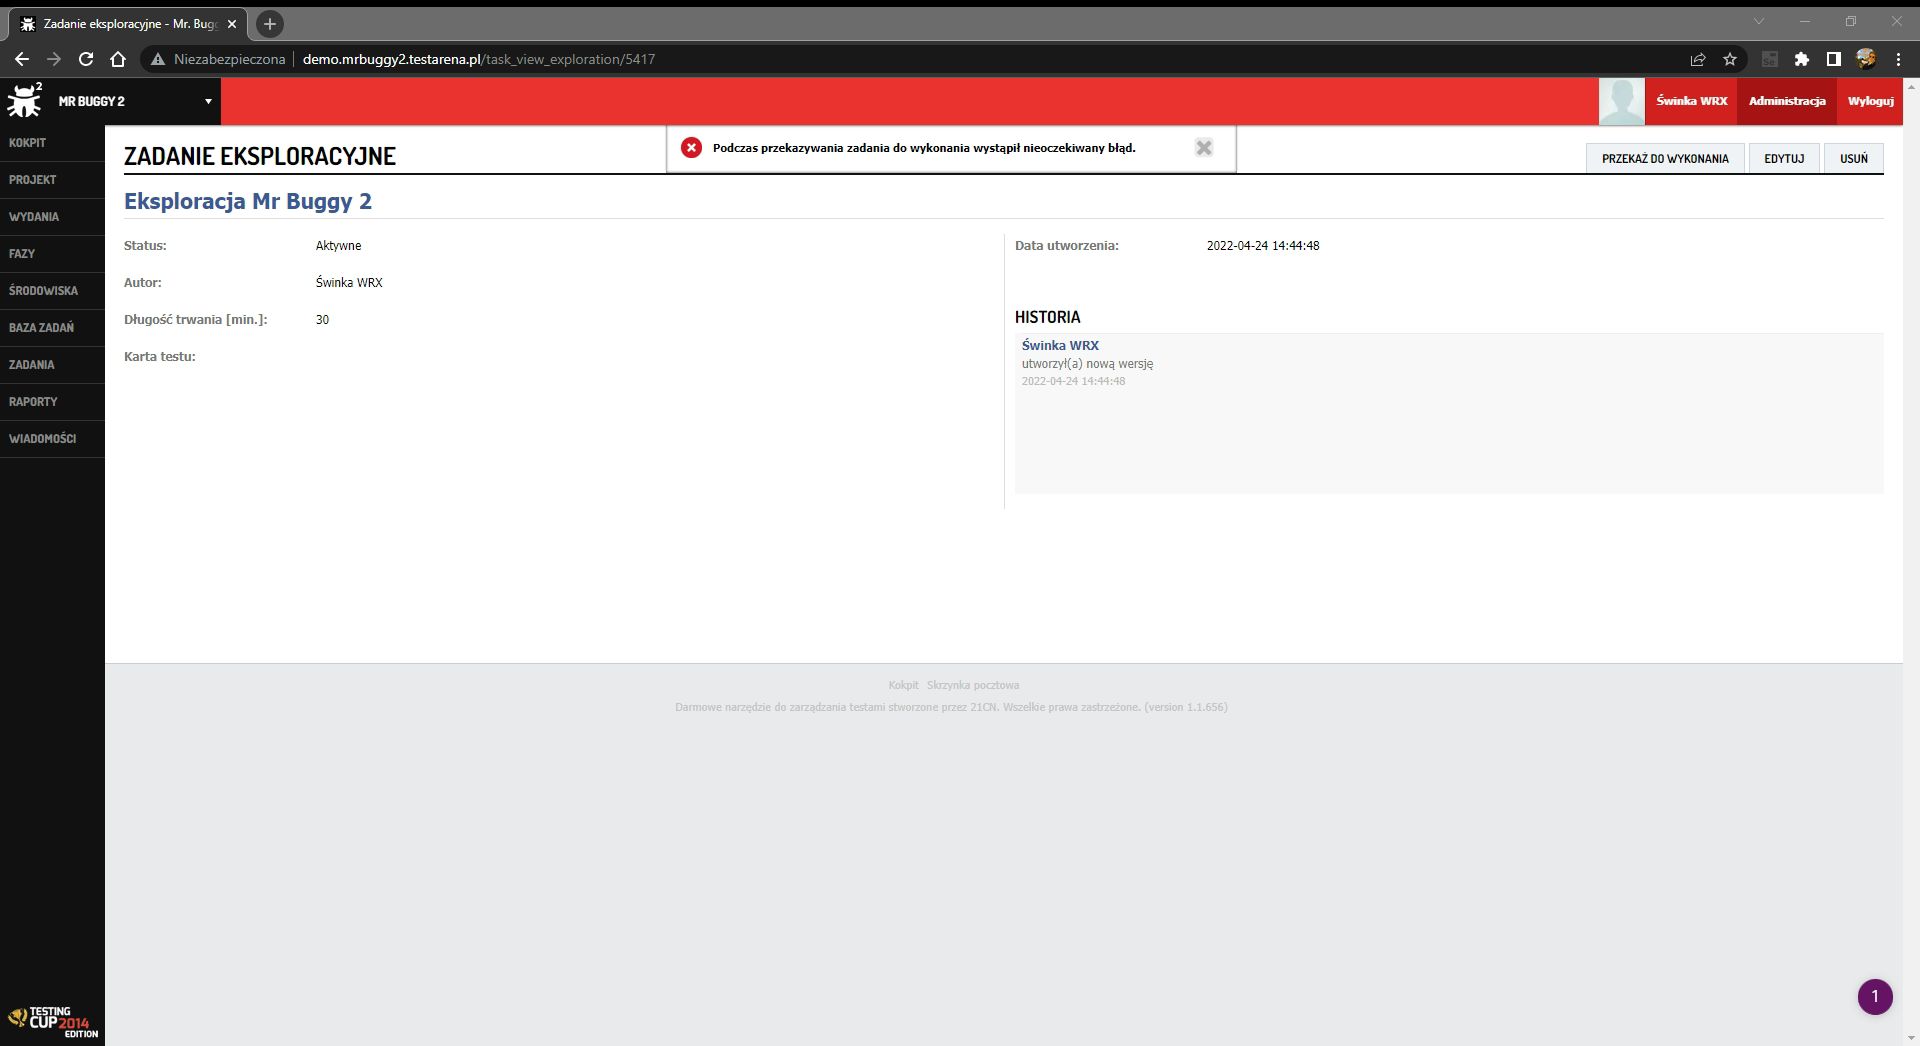 Zadanie eksploracyjne - Mr. Bug
Niezabezpieczona
demo.mrbuggy2.testarena.pl/task_view_exploration/5417
2
MR BUGGY 2
Świnka WRX
Administracja
Wyloguj
KOKPIT
PROJEKT
WYDANIA
FAZY
ŚRODOWISKA
BAZA ZADAŃ
ZADANIA
RAPORTY
WIADOMOŚCI
ZADANIE EKSPLORACYJNE
Podczas przekazywania zadania do wykonania wystąpił nieoczekiwany błąd.
PRZEKAŻ DO WYKONANIA
EDYTUJ
USUŃ
Eksploracja Mr Buggy 2
Status: Aktywne
Autor: Świnka WRX
Długość trwania [min.]: 30
Karta testu:
Data utworzenia: 2022-04-24 14:44:48
HISTORIA
Świnka WRX
utworzył(a) nową wersję
2022-04-24 14:44:48
Kokpit Skrzynka pocztowa
Darmowe narzędzie do zarządzania testami stworzone przez 21CN. Wszelkie prawa zastrzeżone. (version 1.1.656)
TESTING
CUP 2014
EDITION
1